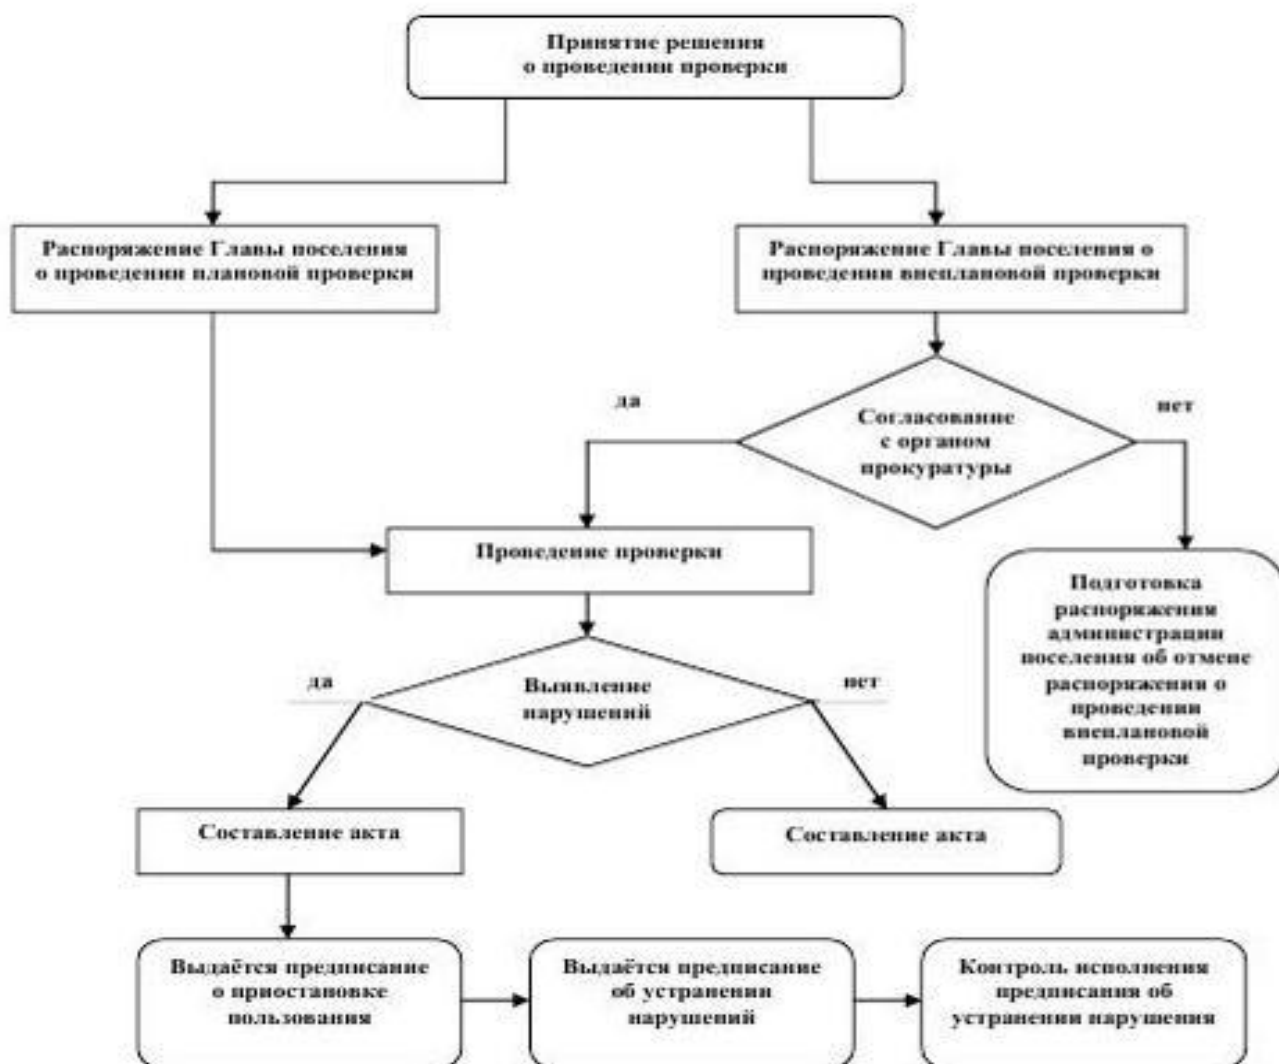 Принятие решения
о проведении проверки
Распоряжение Главы поселения
о проведении плановой проверки
Распоряжение Главы поселения о
проведении внеплановой проверки
да
нет
Согласование
с органом
прокуратуры
Проведение проверки
Подготовка
распоряжения
администрации
поселения об отмене
распоряжения о
проведении
внеплановой
проверки
да
нет
Выявление
нарушений
Составление акта
Составление акта
Выдаётся предписание
о приостановке
пользования
Выдаётся предписание
об устранении
нарушений
Контроль исполнения
предписания об
устранении нарушения